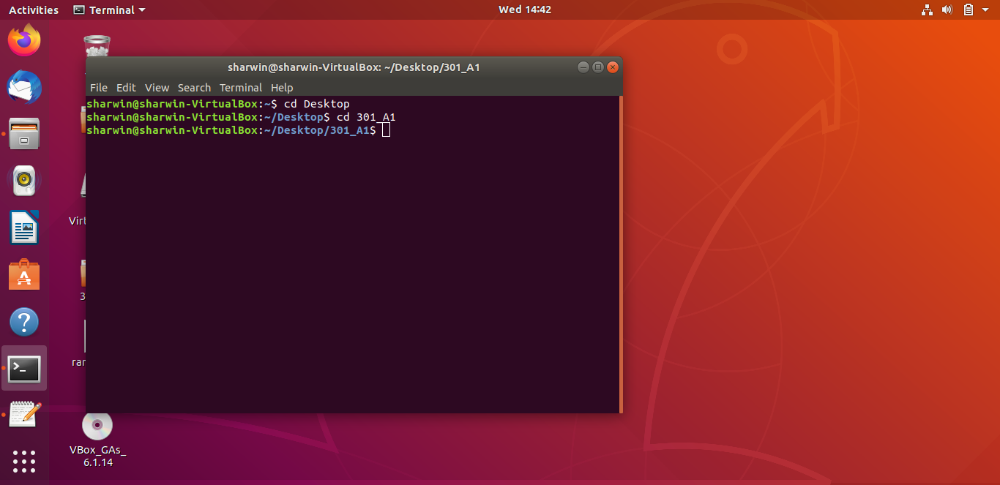 Activities Terminal Wed 14:42
sharwin@sharwin-VirtualBox: ~/Desktop/301_A1
File Edit View Search Terminal Help
sharwin@sharwin-VirtualBox:~$ cd Desktop
sharwin@sharwin-VirtualBox:~/Desktop$ cd 301_A1
sharwin@sharwin-VirtualBox:~/Desktop/301_A1$
Virt
3
ran
VBox_GAs_
6.1.14